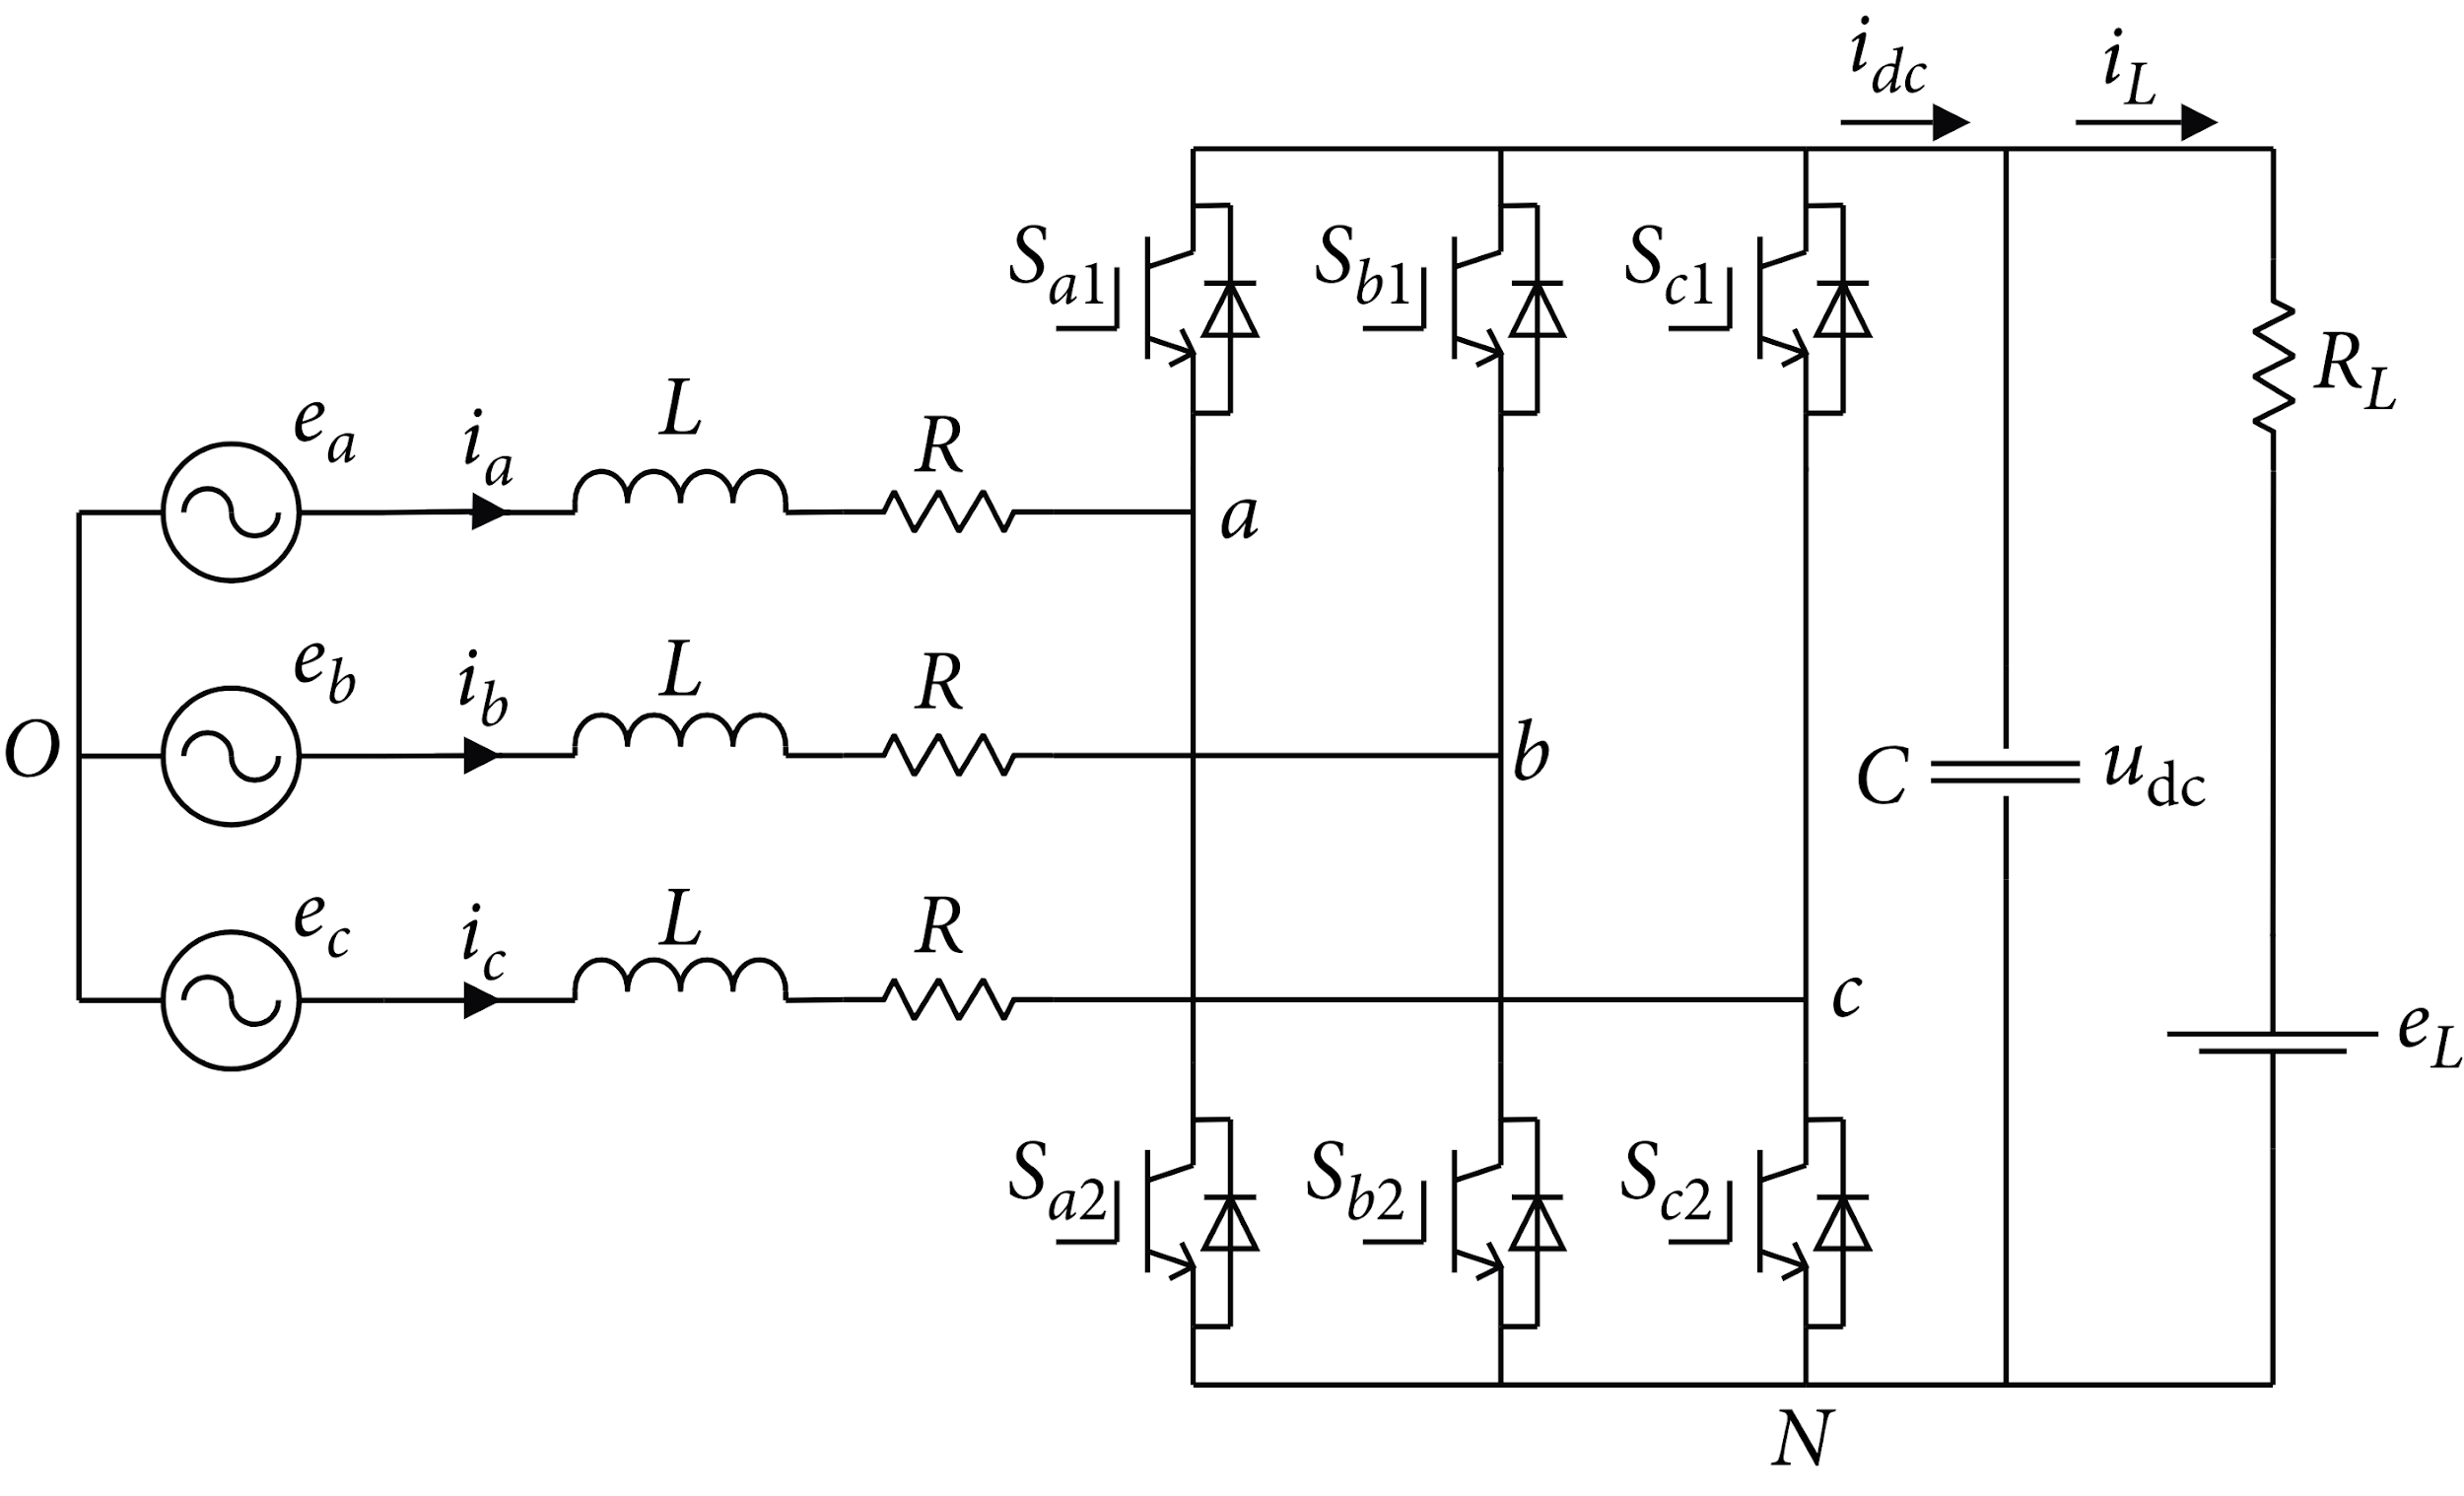 i_dc
i_L
S_a1
S_b1
S_c1
R_L
e_a
i_a
L
R
a
e_b
i_b
L
R
b
O
C
u_dc
e_c
i_c
L
R
c
e_L
S_a2
S_b2
S_c2
N